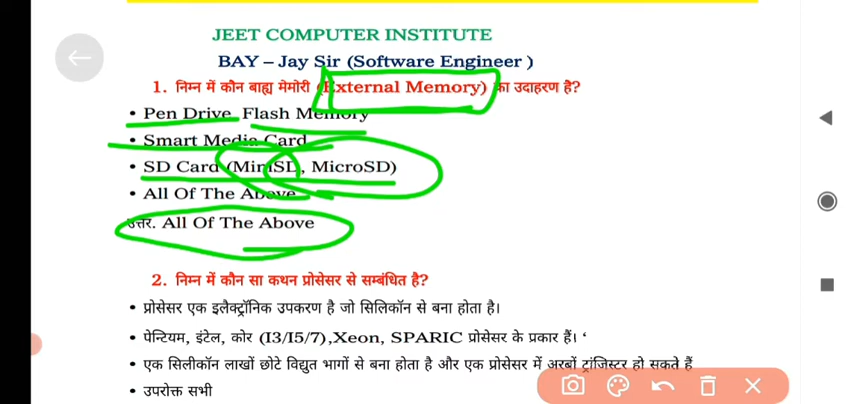 JEET COMPUTER INSTITUTE
BAY – Jay Sir (Software Engineer )
1. निम्न में कौन बाह्य मेमोरी (External Memory) का उदाहरण है?
• Pen Drive, Flash Memory
• Smart Media Card
• SD Card (MiniSD, MicroSD)
• All Of The Above
उत्तर. All Of The Above
2. निम्न में कौन सा कथन प्रोसेसर से सम्बंधित है?
• प्रोसेसर एक इलैक्ट्रॉनिक उपकरण है जो सिलिकॉन से बना होता है।
• पेन्टियम, इंटेल, कोर (I3/I5/7),Xeon, SPARIC प्रोसेसर के प्रकार हैं। ‘
• एक सिलीकॉन लाखों छोटे विद्युत भागों से बना होता है और एक प्रोसेसर में अरबों ट्रांजिस्टर हो सकते हैं
• उपरोक्त सभी